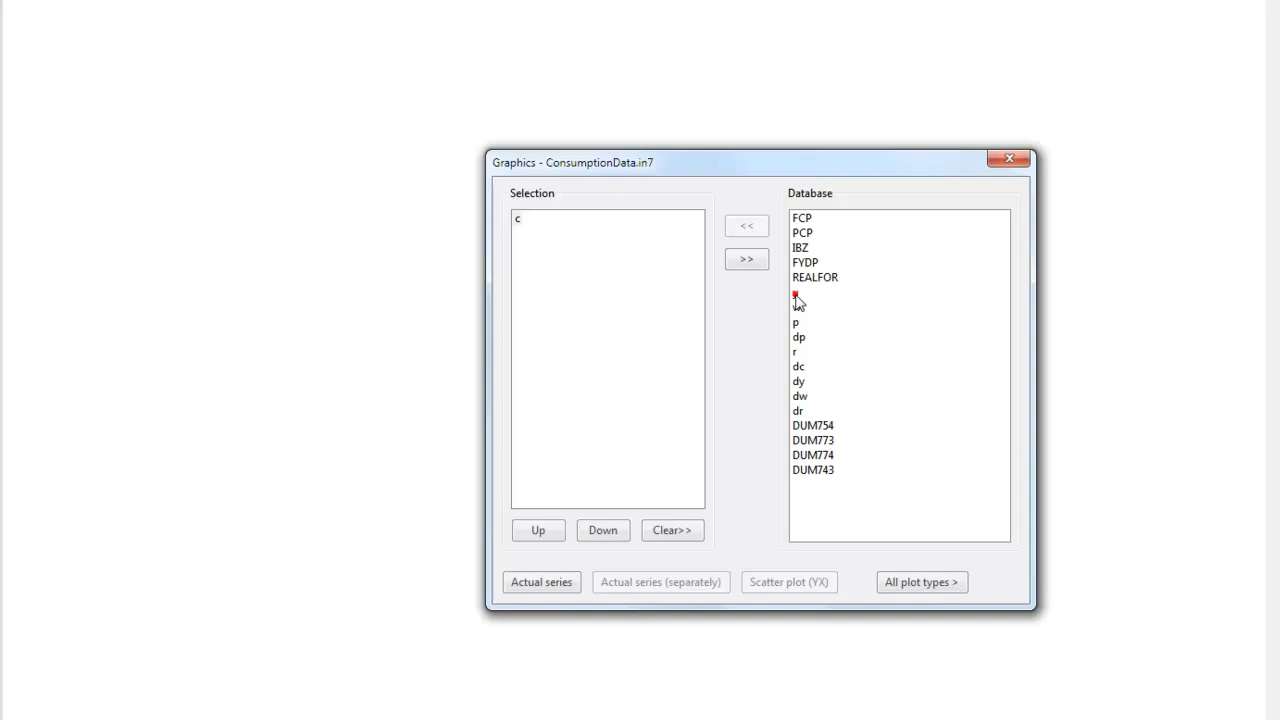 Graphics - ConsumptionData.in7
Selection
Database
c
<<
>>
FCP
PCP
IBZ
FYDP
REALFOR
p
dp
r
dc
dy
dw
dr
DUM754
DUM773
DUM774
DUM743
Up
Down
Clear>>
Actual series
Actual series (separately)
Scatter plot (YX)
All plot types >